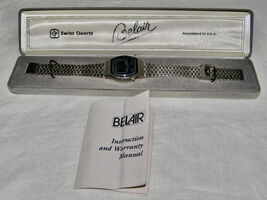 Swiss Quartz
Belair
Assembled in U.S.A.
BELAIR
Instruction
and Warranty
Manual